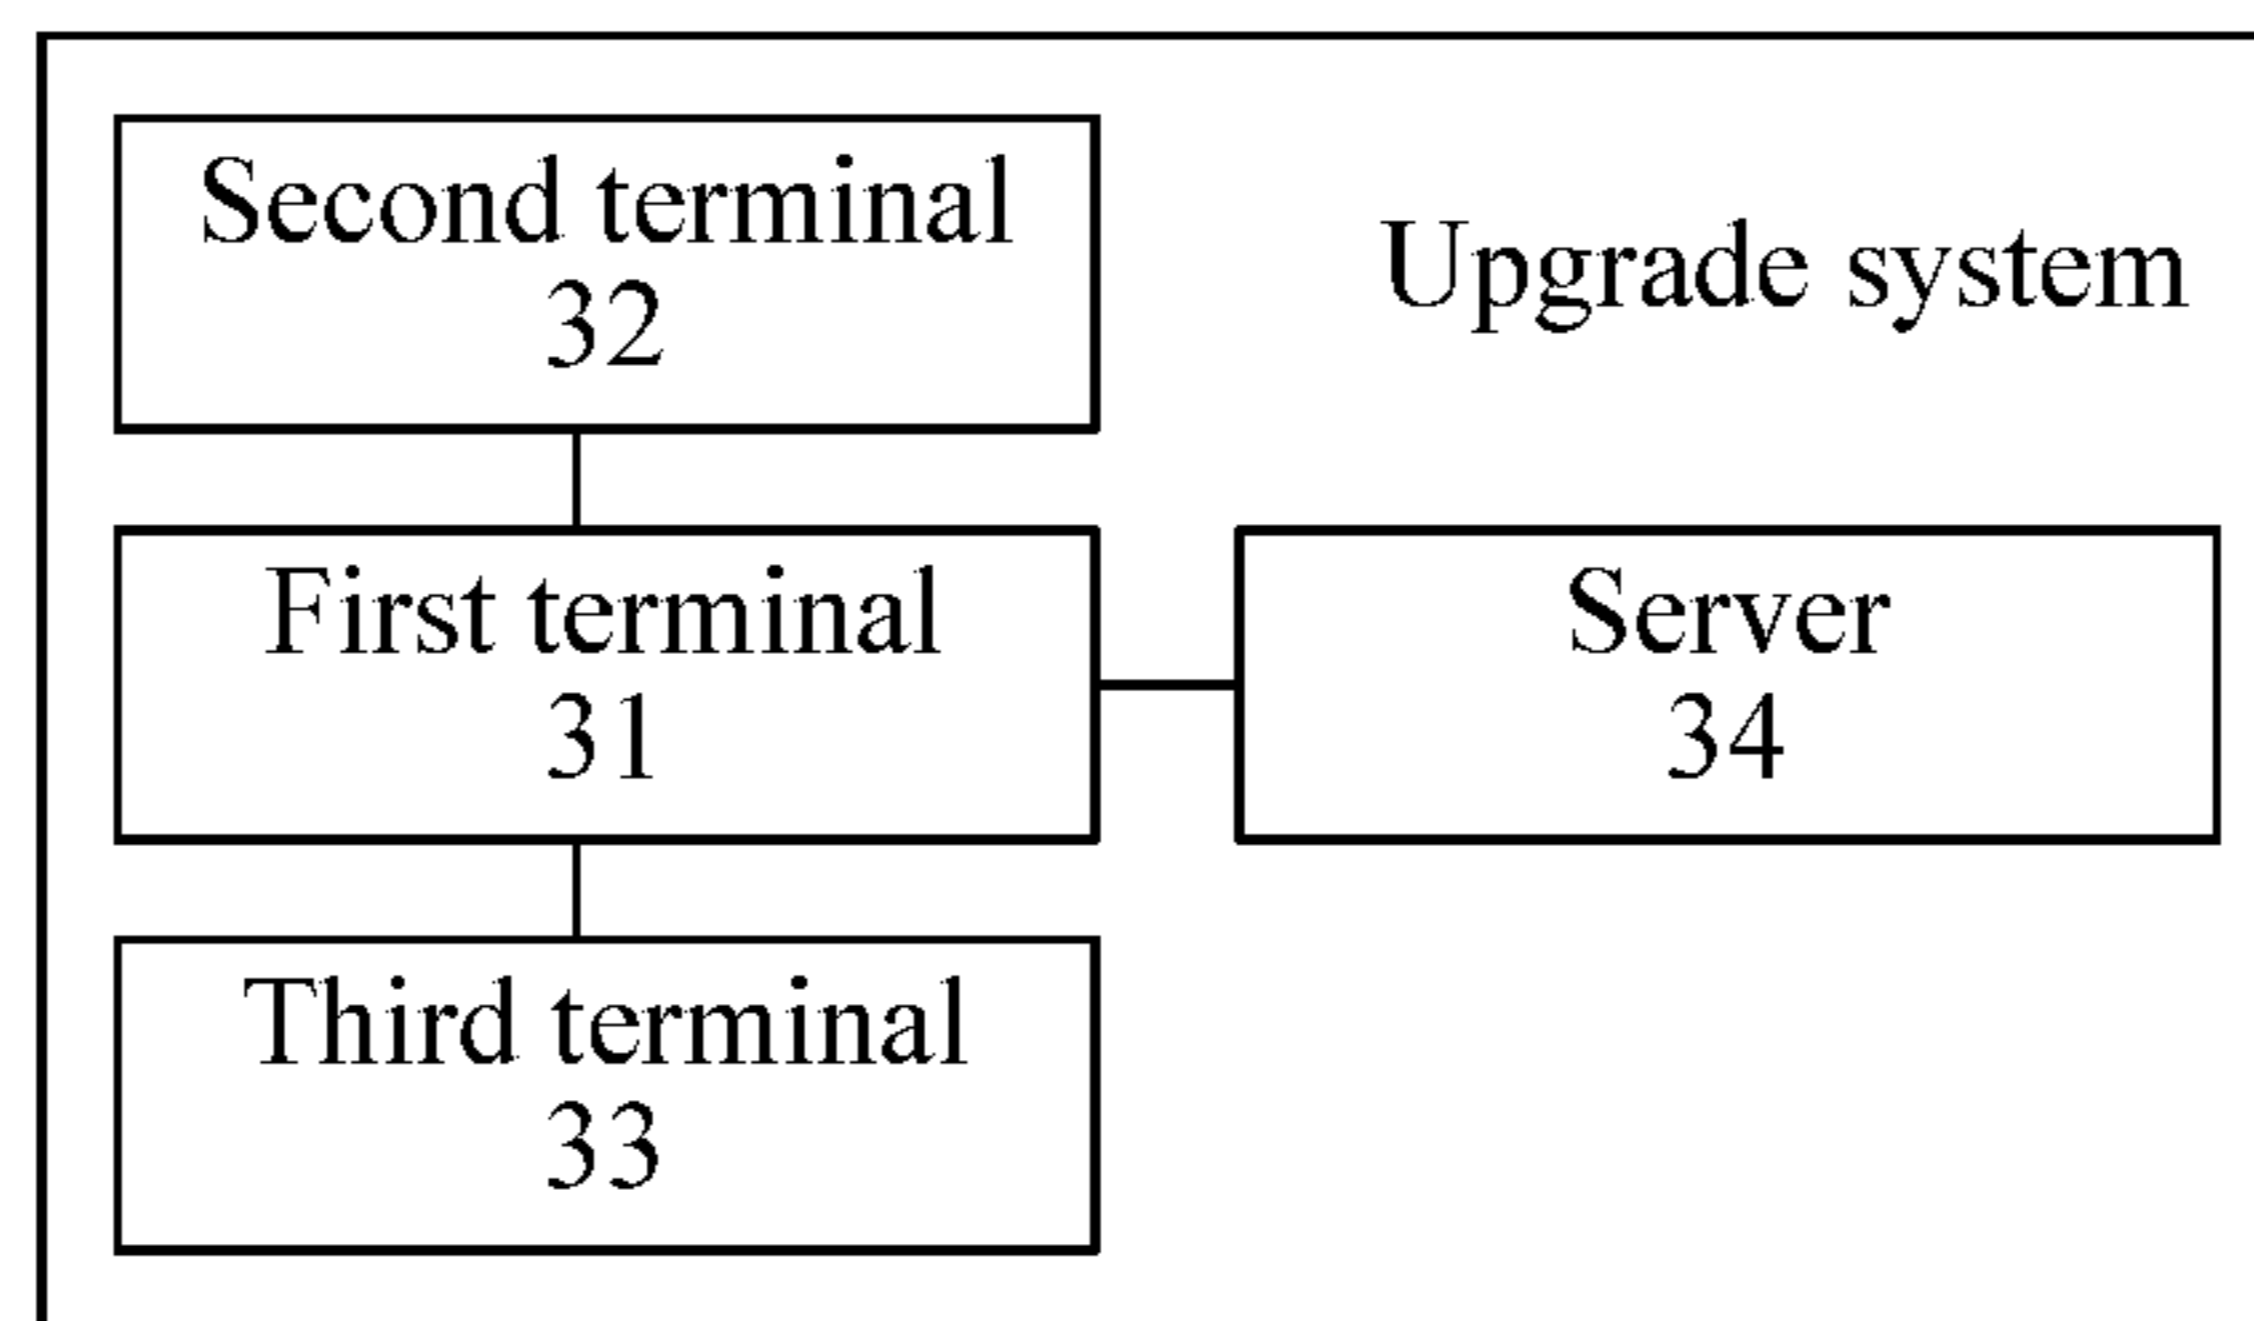 Second terminal
32
Upgrade system
First terminal
31
Server
34
Third terminal
33